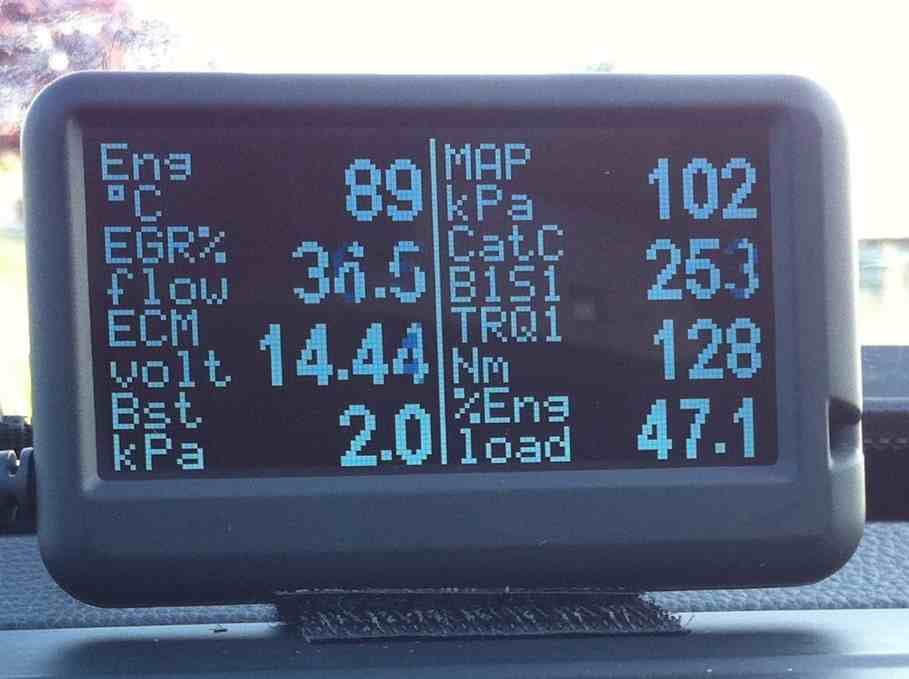 Eng
°C 89
EGR%
flow
ECM
volt 14.44
Bst
kPa 2.0
MAP
kPa 102
CatC
B1S1 253
TRQ1
Nm 128
%Eng
load 47.1